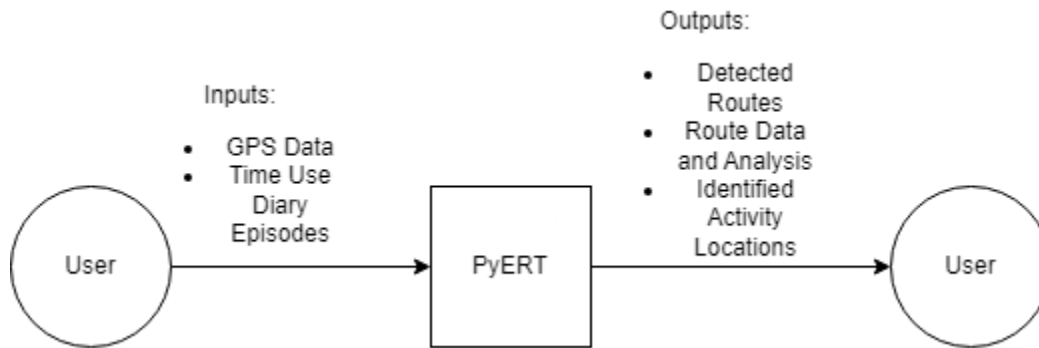 Inputs:
• GPS Data
• Time Use
Diary
Episodes
Outputs:
• Detected
Routes
• Route Data
and Analysis
• Identified
Activity
Locations
User
PyERT
User